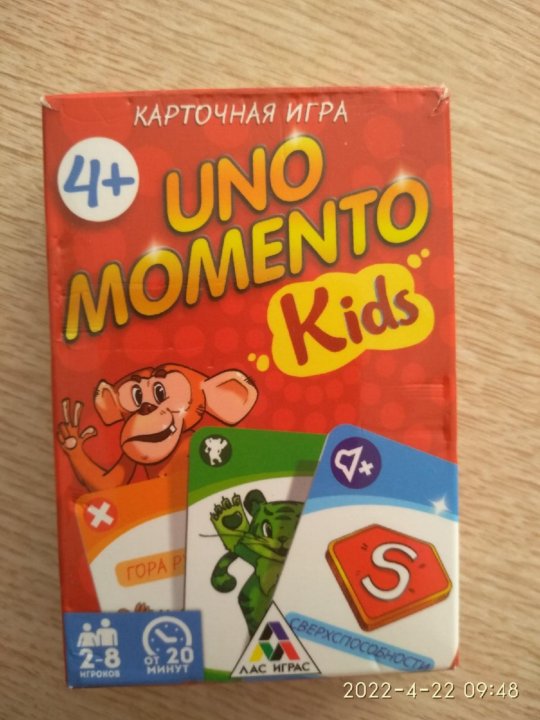 КАРТОЧНАЯ ИГРА
4+
UNO
MOMENTO
Kids
ГОРА
S
СВЕРХСПОСОБНОСТИ
2-8
ИГРОКОВ
ОТ 20
МИНУТ
ЛАС ИГРАС
2022-4-22 09:48